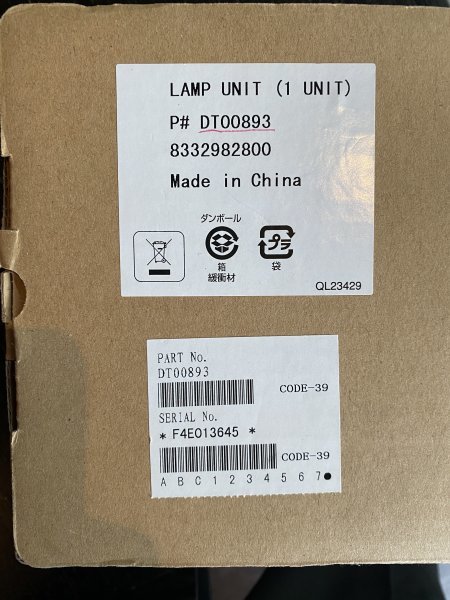 LAMP UNIT (1 UNIT)
P# DT00893
8332982800
Made in China
ダンボール
プラ
箱
緩衝材
袋
QL23429
PART No.
DT00893
CODE-39
SERIAL No.
* F4E013645 *
CODE-39
A B C 1 2 3 4 5 6 7●